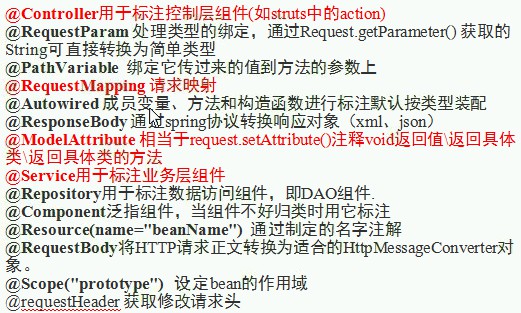 @Controller用于标注控制层组件(如struts中的action)
@RequestParam 处理类型的绑定，通过Request.getParameter() 获取的
String可直接转换为简单类型
@PathVariable 绑定它传过来的值到方法的参数上
@RequestMapping 请求映射
@Autowired 成员变量、方法和构造函数进行标注默认按类型装配
@ResponseBody 通过spring协议转换响应对象（xml、json）
@ModelAttribute 相当于request.setAttribute()注释void返回值\返回具体
类\返回具体类的方法
@Service用于标注业务层组件
@Repository用于标注数据访问组件，即DAO组件.
@Component泛指组件，当组件不好归类时用它标注
@Resource(name="beanName") 通过制定的名字注解
@RequestBody将HTTP请求正文转换为适合的HttpMessageConverter对
象。
@Scope("prototype") 设定bean的作用域
@requestHeader 获取修改请求头